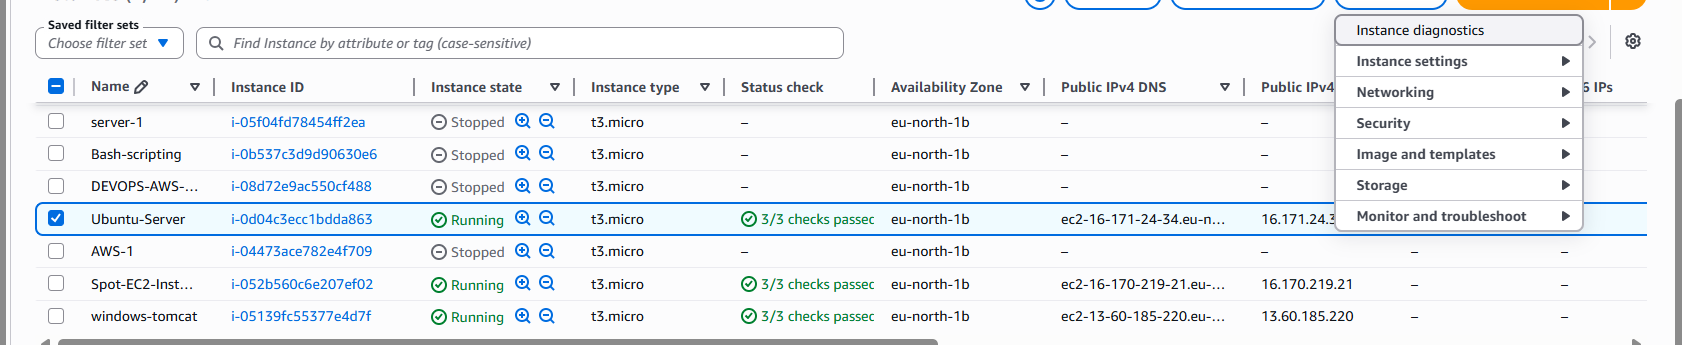 Saved filter sets
Choose filter set
Find Instance by attribute or tag (case-sensitive)
Instance diagnostics
Instance settings
Networking
Security
Image and templates
Storage
Monitor and troubleshoot
Name Instance ID Instance state Instance type Status check Availability Zone Public IPv4 DNS Public IPv4 6 IPs
server-1 i-05f04fd78454ff2ea Stopped t3.micro – eu-north-1b – –
Bash-scripting i-0b537c3d9d90630e6 Stopped t3.micro – eu-north-1b – –
DEVOPS-AWS-... i-08d72e9ac550cf488 Stopped t3.micro – eu-north-1b – –
Ubuntu-Server i-0d04c3ecc1bdda863 Running t3.micro 3/3 checks passed eu-north-1b ec2-16-171-24-34.eu-n... 16.171.24.3
AWS-1 i-04473ace782e4f709 Stopped t3.micro – eu-north-1b – – – –
Spot-EC2-Inst... i-052b560c6e207ef02 Running t3.micro 3/3 checks passed eu-north-1b ec2-16-170-219-21.eu-... 16.170.219.21 – –
windows-tomcat i-05139fc55377e4d7f Running t3.micro 3/3 checks passed eu-north-1b ec2-13-60-185-220.eu-... 13.60.185.220 – –